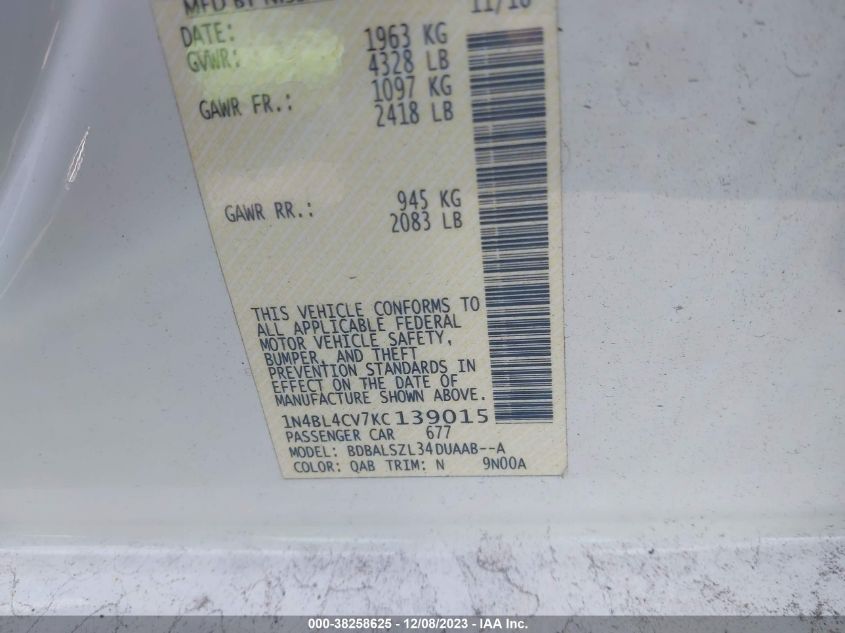 MFD BY
DATE: 11/18
GVWR: 1963 KG
4328 LB
GAWR FR.: 1097 KG
2418 LB
GAWR RR.: 945 KG
2083 LB
THIS VEHICLE CONFORMS TO
ALL APPLICABLE FEDERAL
MOTOR VEHICLE SAFETY,
BUMPER, AND THEFT
PREVENTION STANDARDS IN
EFFECT ON THE DATE OF
MANUFACTURE SHOWN ABOVE.
1N4BL4CV7KC139015
PASSENGER CAR 677
MODEL: BDBALSZL34DUAAB--A
COLOR: QAB TRIM: N 9N00A
000-38258625 - 12/08/2023 - IAA Inc.